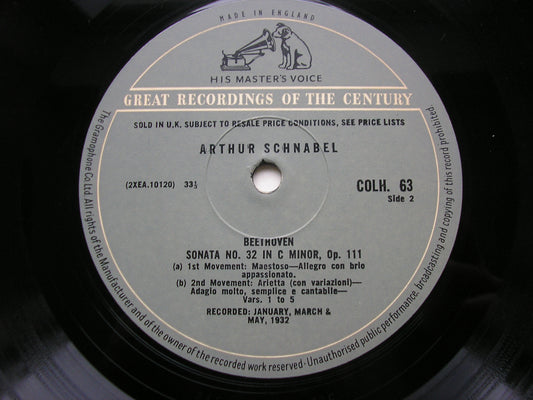 MADE IN ENGLAND
HIS MASTER'S VOICE
GREAT RECORDINGS OF THE CENTURY
SOLD IN U.K. SUBJECT TO RESALE PRICE CONDITIONS, SEE PRICE LISTS
ARTHUR SCHNABEL
(2XEA.10120) 33⅓
COLH. 63
Side 2
BEETHOVEN
SONATA NO. 32 IN C MINOR, Op. 111
(a) 1st Movement: Maestoso—Allegro con brio
appassionato.
(b) 2nd Movement: Arietta (con variazioni)—
Adagio molto, semplice e cantabile—
Vars. 1 to 5
RECORDED: JANUARY, MARCH &
MAY, 1932
The Gramophone Co Ltd. All rights of the Manufacturer and of the owner of the recorded work reserved · Unauthorised public performance, broadcasting and copying of this record prohibited.